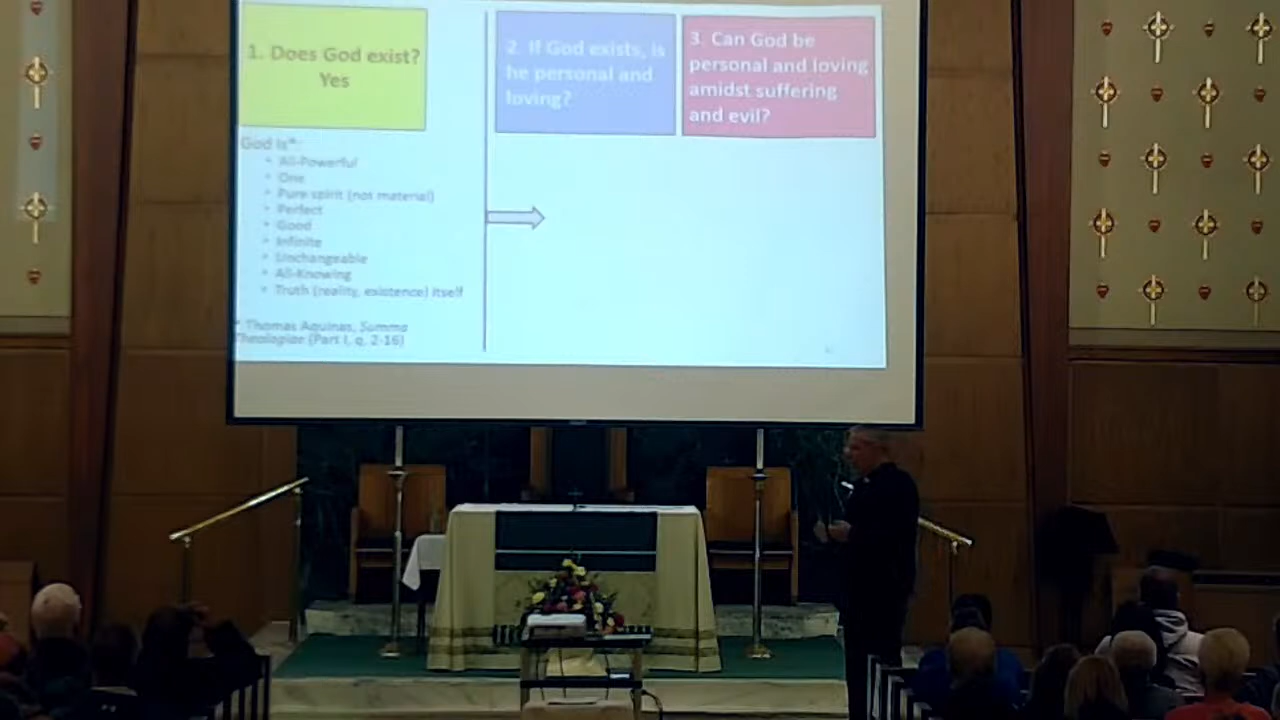 1. Does God exist?
Yes
2. If God exists, is
he personal and
loving?
3. Can God be
personal and loving
amidst suffering
and evil?
God is*:
• All-Powerful
• One
• Pure spirit (not material)
• Perfect
• Good
• Infinite
• Unchangeable
• All-Knowing
• Truth (reality, existence) itself
* Thomas Aquinas, Summa
Theologiae (Part I, q. 2-16)